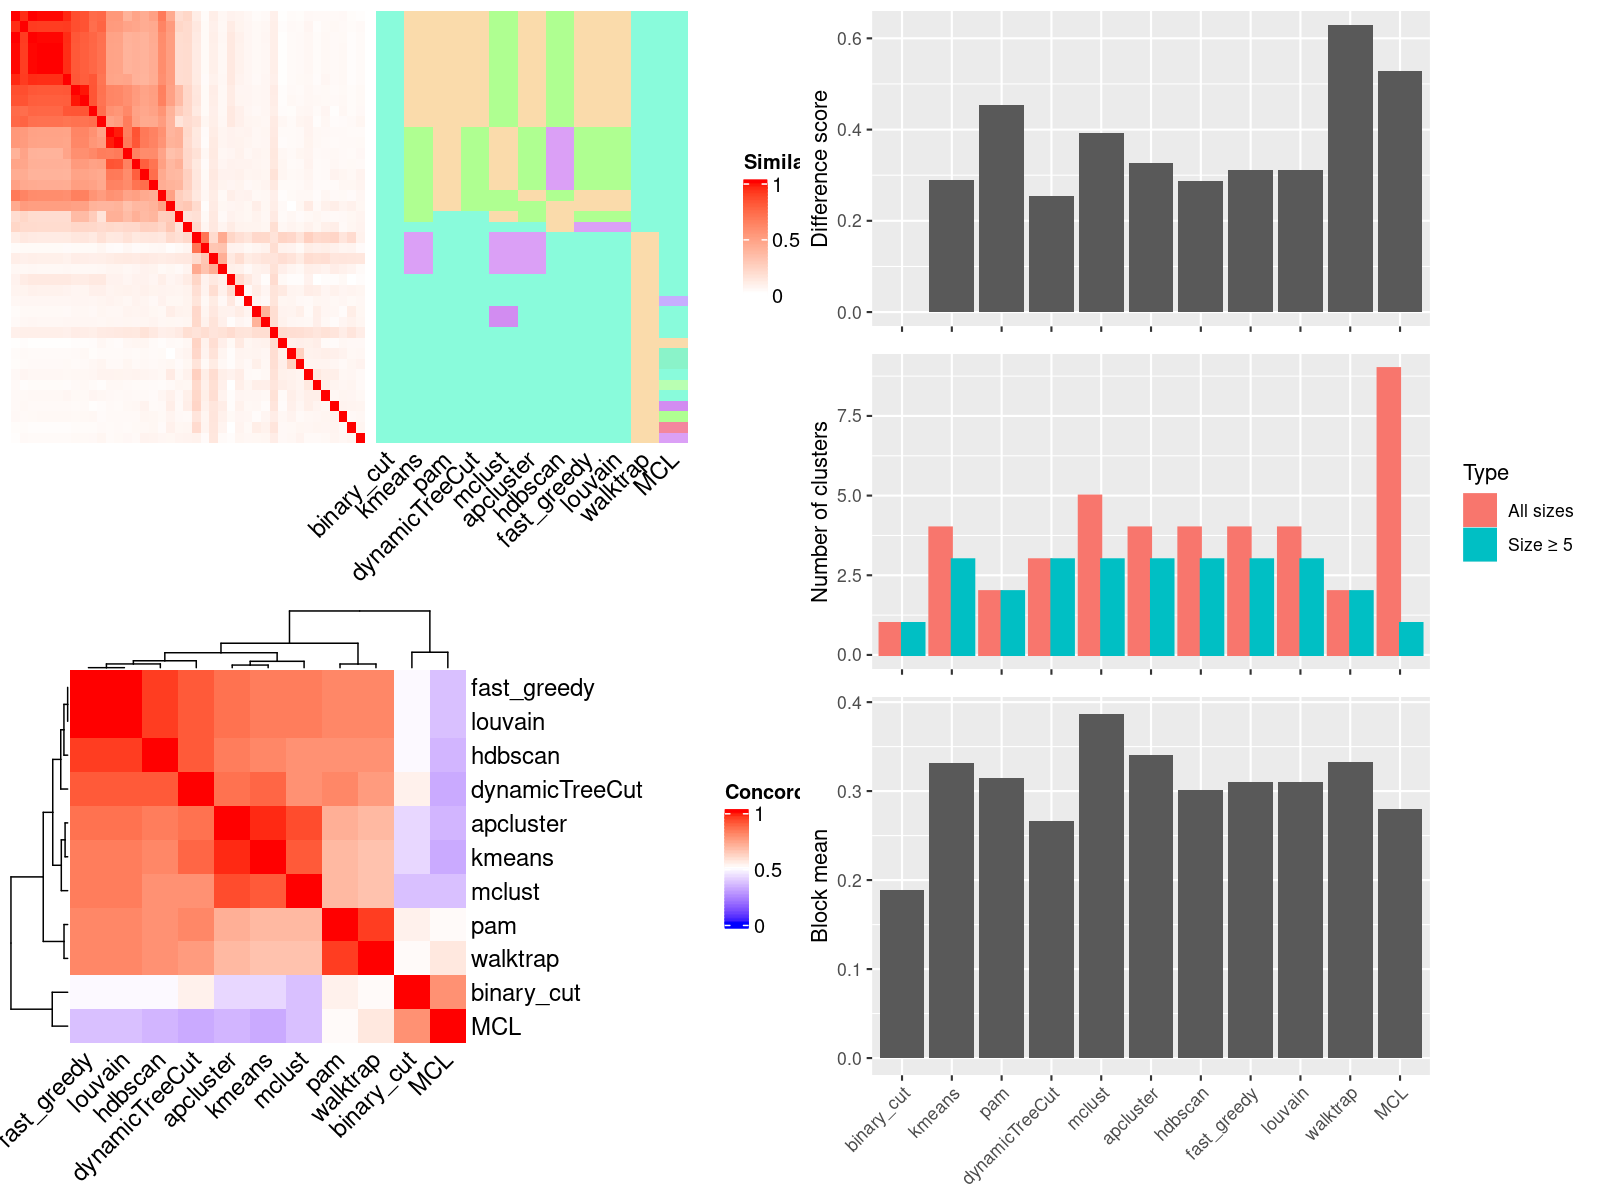 Simila
1
0.5
0
binary_cut
kmeans
pam
dynamicTreeCut
mclust
apcluster
hdbscan
fast_greedy
louvain
walktrap
MCL
fast_greedy
louvain
hdbscan
dynamicTreeCut
apcluster
kmeans
mclust
pam
walktrap
binary_cut
MCL
fast_greedy
louvain
hdbscan
dynamicTreeCut
apcluster
kmeans
mclust
pam
walktrap
binary_cut
MCL
Concord
1
0.5
0
Difference score
0.6
0.4
0.2
0.0
Number of clusters
7.5
5.0
2.5
0.0
Type
All sizes
Size ≥ 5
Block mean
0.4
0.3
0.2
0.1
0.0
binary_cut
kmeans
pam
dynamicTreeCut
mclust
apcluster
hdbscan
fast_greedy
louvain
walktrap
MCL